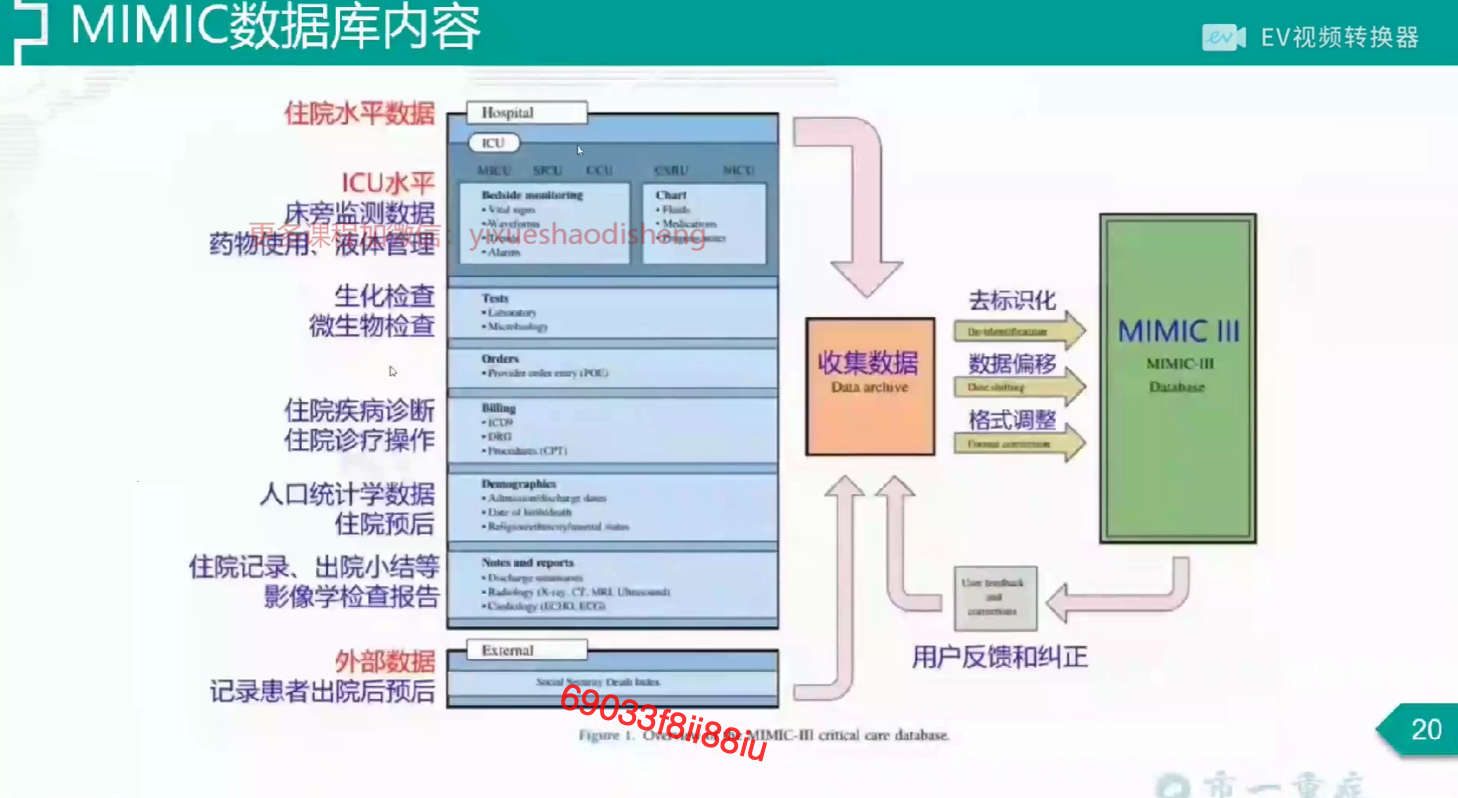 MIMIC数据库内容
EV视频转换器
住院水平数据
Hospital
ICU
ICU水平
床旁监测数据
药物使用、液体管理
MICU SICU CCU CSRU NICU
Bedside monitoring
• Vital signs
• Waveforms
• Alarms
Chart
• Fluids
• Medications
更多课程加微信：yixueshaodisheng
生化检查
微生物检查
Tests
• Laboratory
• Microbiology
Orders
• Provider order entry (POE)
住院疾病诊断
住院诊疗操作
Billing
• ICD9
• DRG
• Procedures (CPT)
人口统计学数据
住院预后
Demographics
• Admission/discharge dates
• Date of birth/death
• Religion/ethnicity/marital status
住院记录、出院小结等
影像学检查报告
Notes and reports
• Discharge summaries
• Radiology (X-ray, CT, MRI, Ultrasound)
• Cardiology (ECHO, ECG)
外部数据
记录患者出院后预后
External
Social Security Death Index
收集数据
Data archive
去标识化
De-identification
数据偏移
Date shifting
格式调整
Format conversion
MIMIC III
MIMIC-III
Database
User feedback
and
corrections
用户反馈和纠正
69033f8ii88iu
Figure 1. Overview of the MIMIC-III critical care database.
20
市一重症